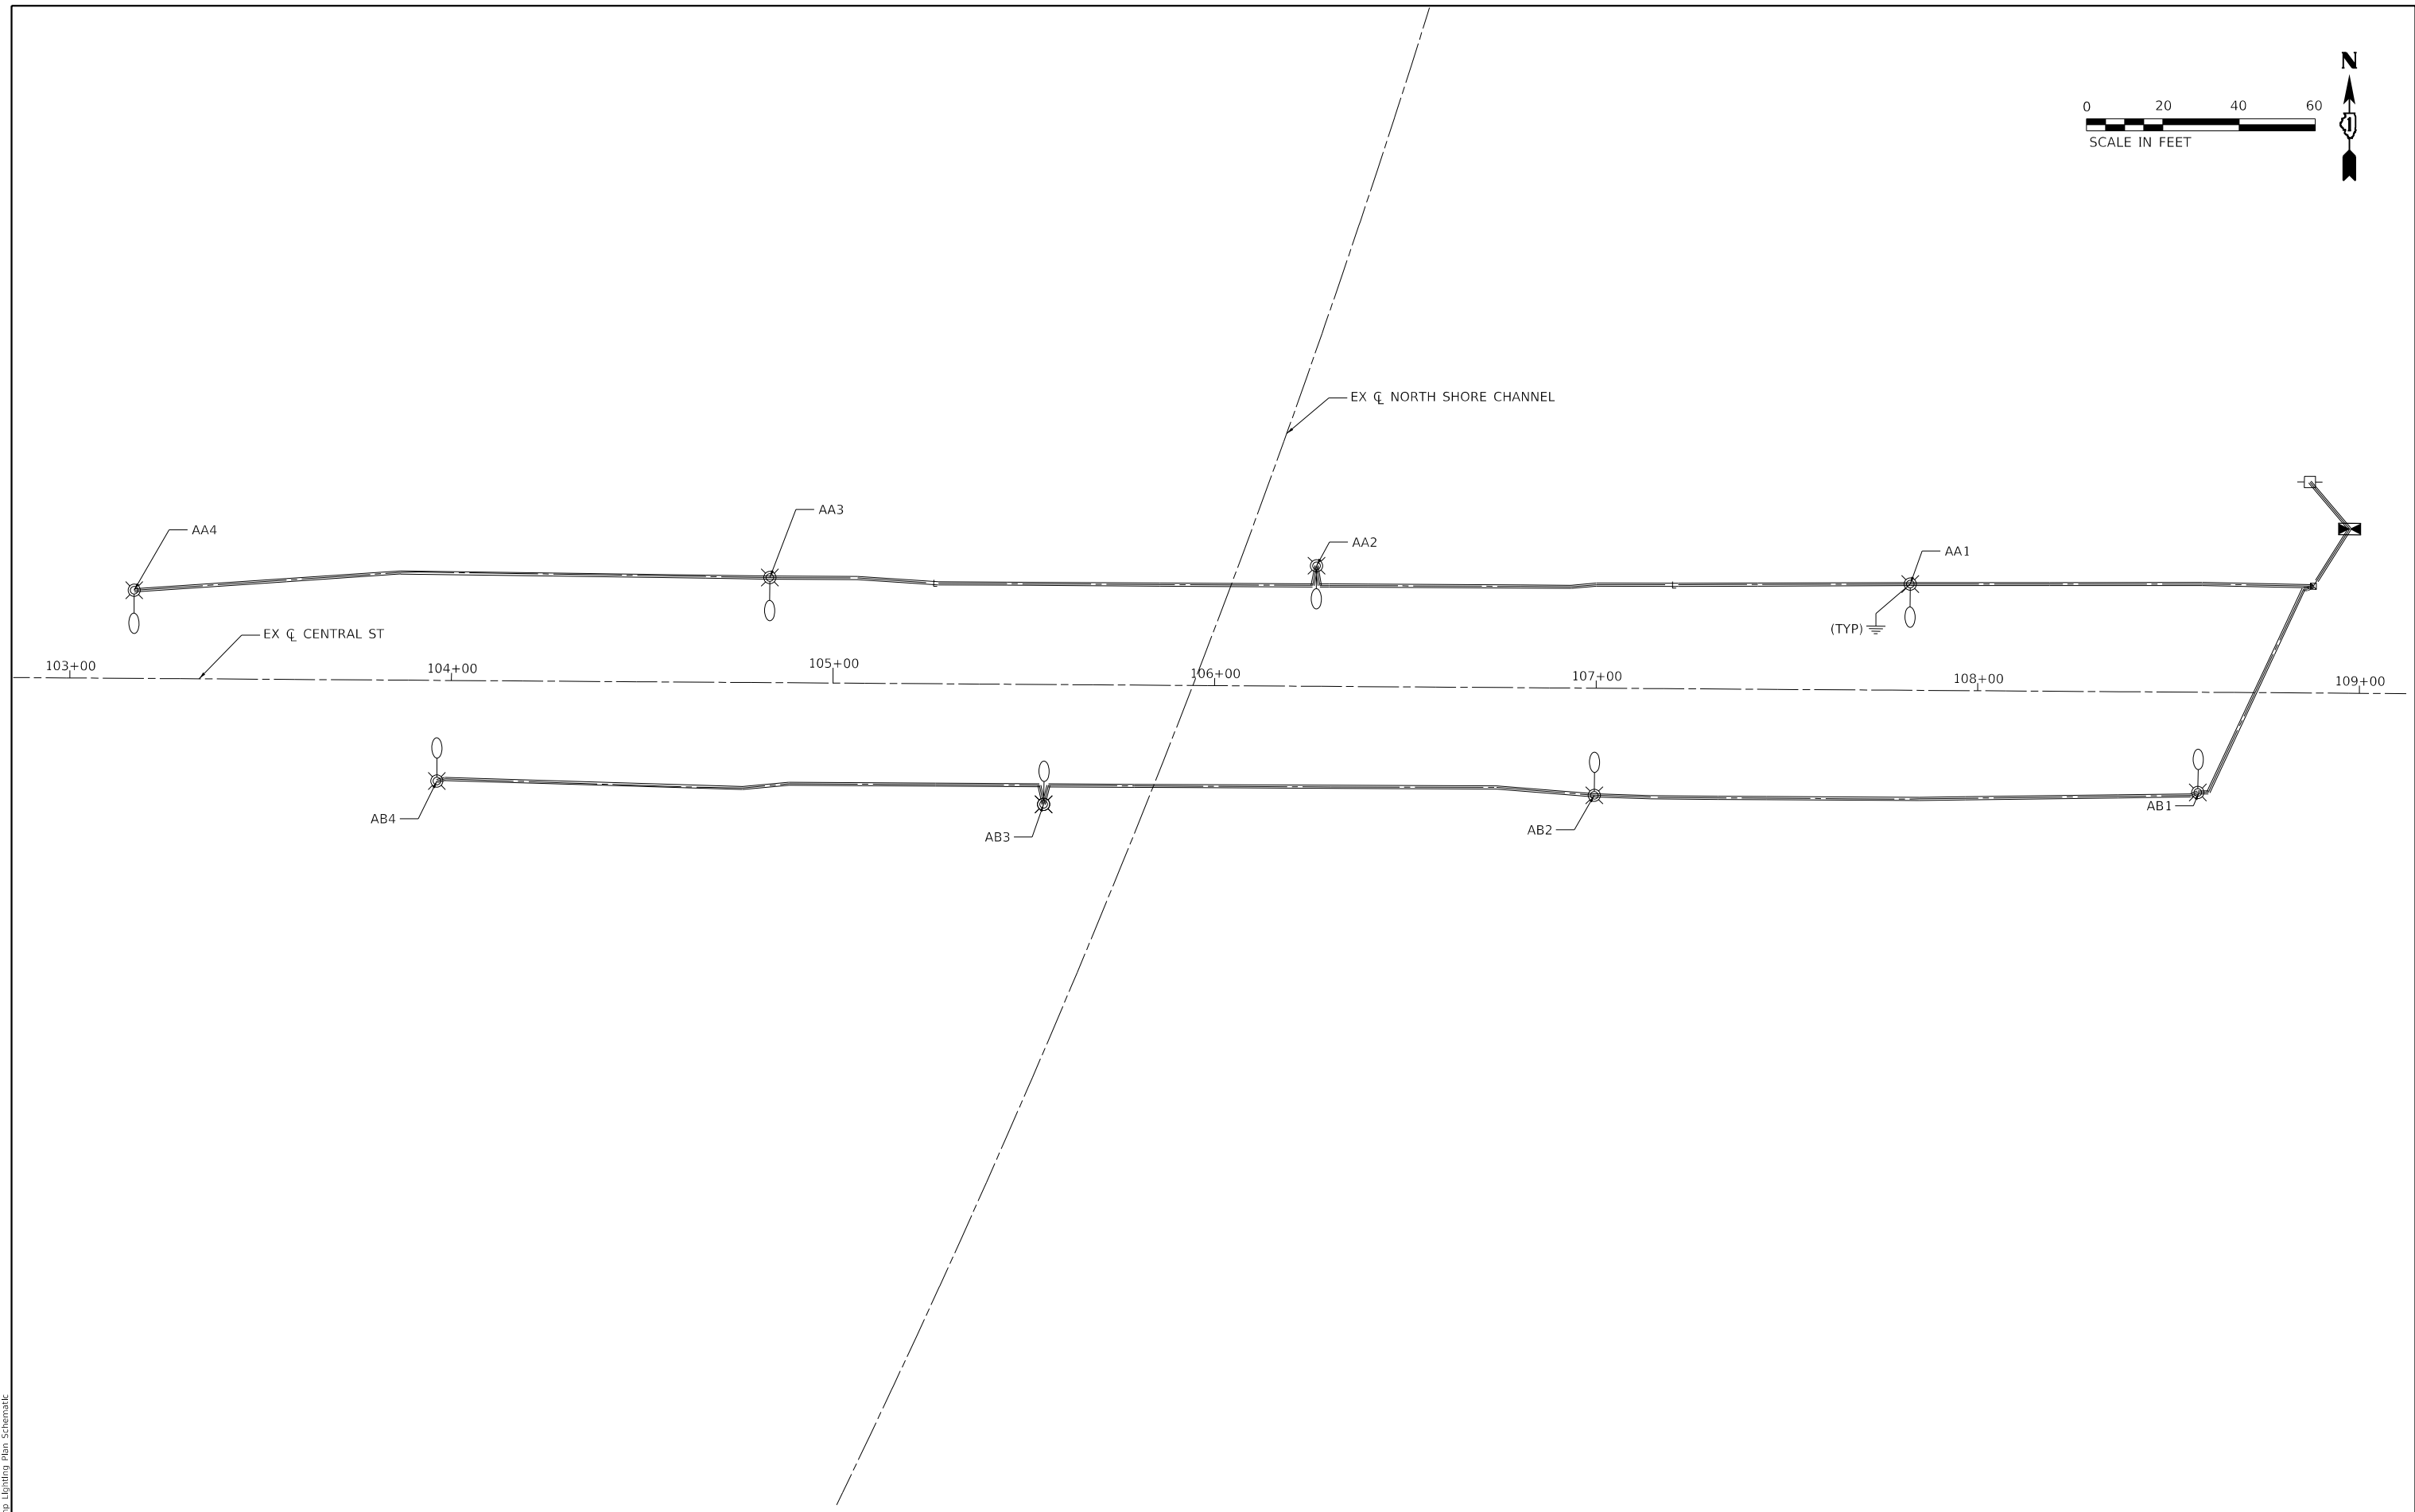 N
0 20 40 60
SCALE IN FEET
EX ℄ NORTH SHORE CHANNEL
AA4
AA3
AA2
AA1
(TYP)
EX ℄ CENTRAL ST
103+00
104+00
105+00
106+00
107+00
108+00
109+00
AB4
AB3
AB2
AB1
Lighting Plan Schematic